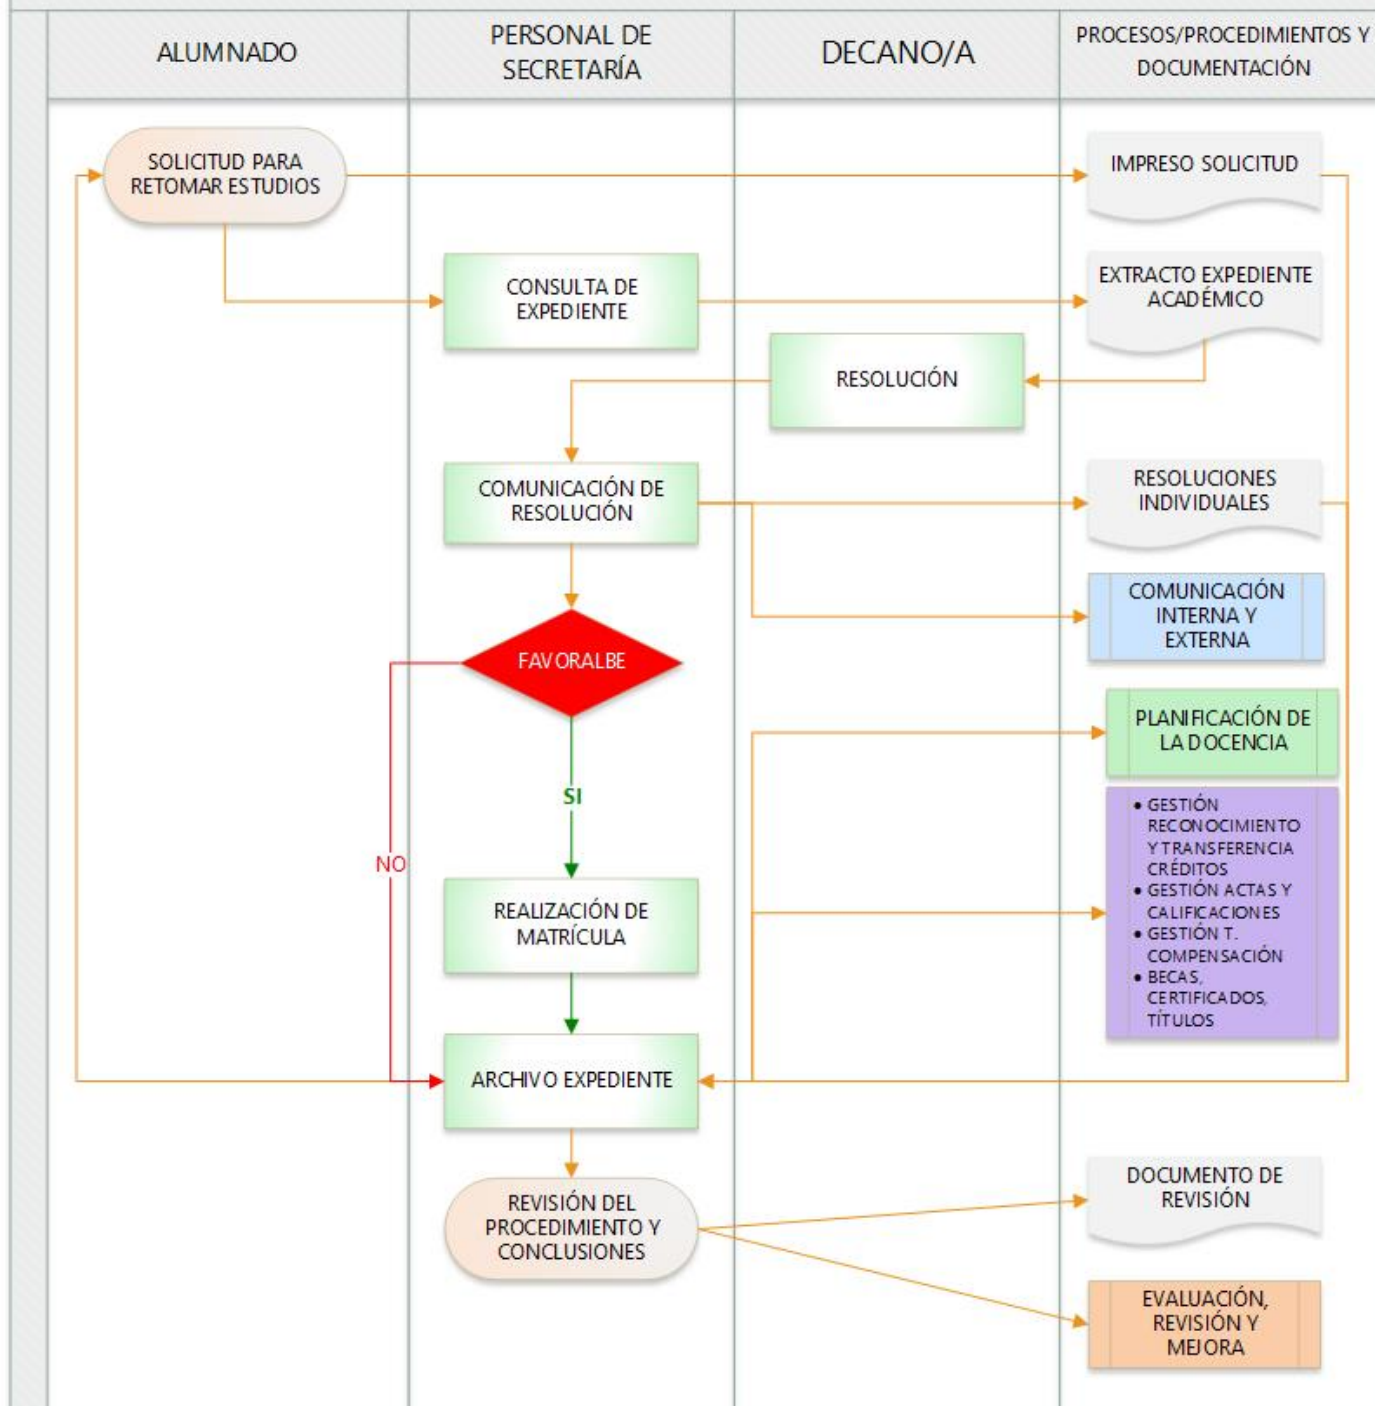 ALUMNADO
PERSONAL DE
SECRETARÍA
DECANO/A
PROCESOS/PROCEDIMIENTOS Y
DOCUMENTACIÓN
SOLICITUD PARA
RETOMAR ESTUDIOS
IMPRESO SOLICITUD
CONSULTA DE
EXPEDIENTE
EXTRACTO EXPEDIENTE
ACADÉMICO
RESOLUCIÓN
COMUNICACIÓN DE
RESOLUCIÓN
RESOLUCIONES
INDIVIDUALES
COMUNICACIÓN
INTERNA Y
EXTERNA
FAVORALBE
PLANIFICACIÓN DE
LA DOCENCIA
SI
NO
• GESTIÓN
RECONOCIMIENTO
Y TRANSFERENCIA
CRÉDITOS
• GESTIÓN ACTAS Y
CALIFICACIONES
• GESTIÓN T.
COMPENSACIÓN
• BECAS,
CERTIFICADOS,
TÍTULOS
REALIZACIÓN DE
MATRÍCULA
ARCHIVO EXPEDIENTE
REVISIÓN DEL
PROCEDIMIENTO Y
CONCLUSIONES
DOCUMENTO DE
REVISIÓN
EVALUACIÓN,
REVISIÓN Y
MEJORA